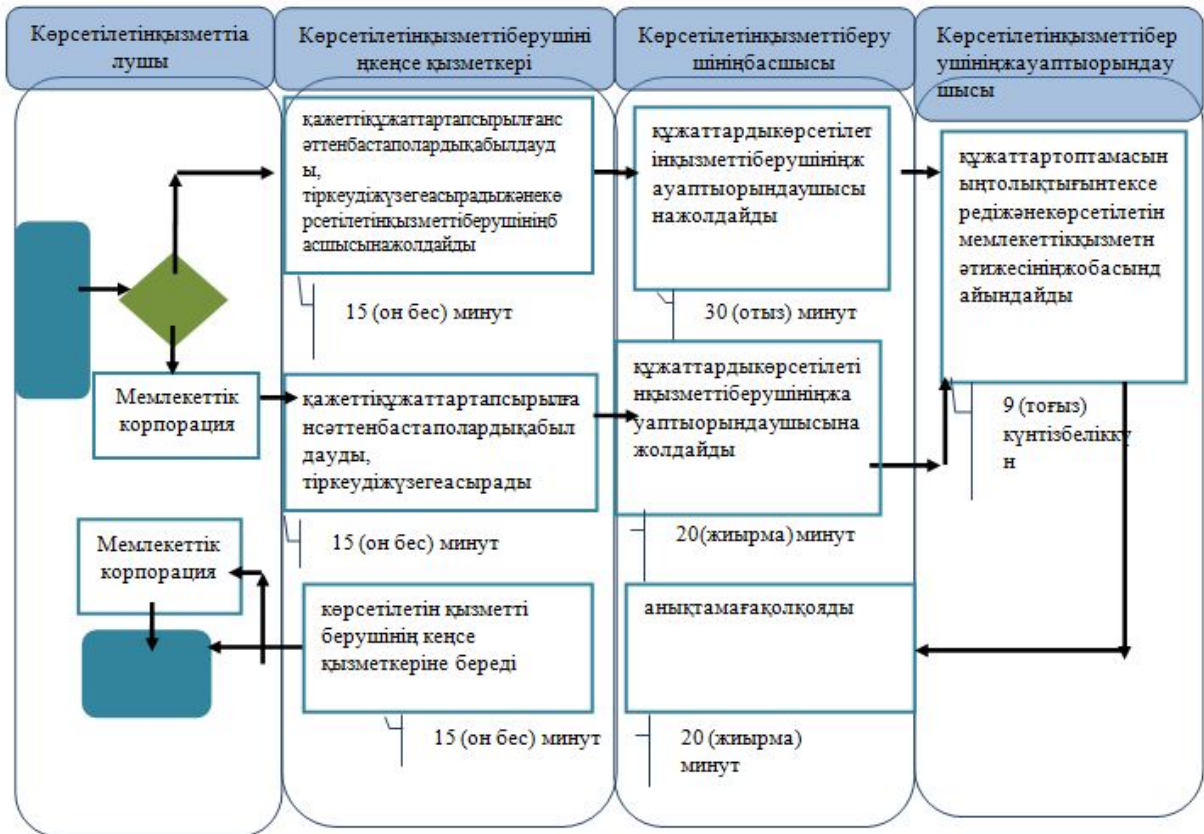 Көрсетілетінқызметтіа
лушы
Көрсетілетінқызметтіберушіні
ңкеңсе қызметкері
Көрсетілетінқызметтіберу
шініңбасшысы
Көрсетілетінқызметтібер
ушініңжауаптыорындау
шысы
қажеттіқұжаттартапсырылғанс
әттенбастаполардықабылдауд
ы,
тіркеудіжүзегеасырадыжәнекө
рсетілетінқызметтіберушініңб
асшысынажолдайды
15 (он бес) минут
құжаттардыкөрсетілет
інқызметтіберушініңж
ауаптыорындаушысы
нажолдайды
30 (отыз) минут
құжаттартоптамасын
ыңтолықтығынтексе
редіжәнекөрсетілетін
мемлекеттікқызметн
әтижесініңжобасынд
айындайды
9 (тоғыз)
күнтізбеліккү
н
Мемлекеттік
корпорация
қажеттіқұжаттартапсырылға
нсәттенбастаполардықабыл
дауды,
тіркеудіжүзегеасырады
15 (он бес) минут
құжаттардыкөрсетілеті
нқызметтіберушініңжа
уаптыорындаушысына
жолдайды
20(жиырма) минут
Мемлекеттік
корпорация
көрсетілетін қызметті
берушінің кеңсе
қызметкеріне береді
15 (он бес) минут
анықтамағақолқояды
20 (жиырма)
минут